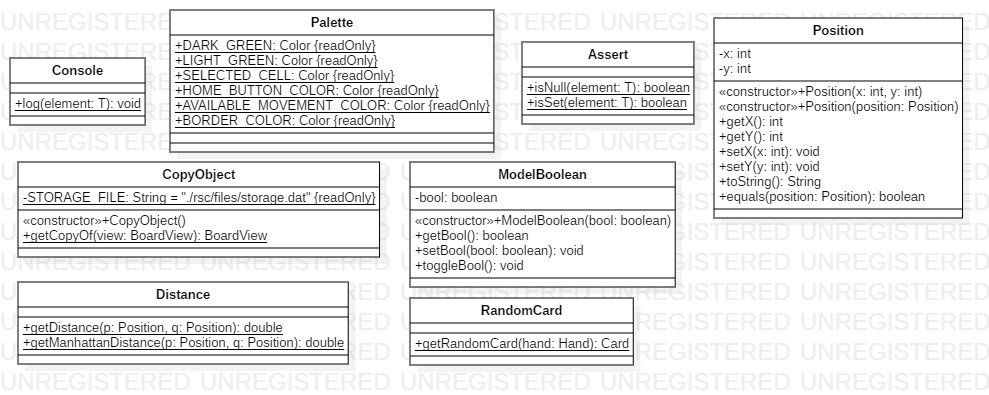 Console
+log(element: T): void
Palette
+DARK_GREEN: Color {readOnly}
+LIGHT_GREEN: Color {readOnly}
+SELECTED_CELL: Color {readOnly}
+HOME_BUTTON_COLOR: Color {readOnly}
+AVAILABLE_MOVEMENT_COLOR: Color {readOnly}
+BORDER_COLOR: Color {readOnly}
Assert
+isNull(element: T): boolean
+isSet(element: T): boolean
Position
-x: int
-y: int
«constructor»+Position(x: int, y: int)
«constructor»+Position(position: Position)
+getX(): int
+getY(): int
+setX(x: int): void
+setY(y: int): void
+toString(): String
+equals(position: Position): boolean
CopyObject
-STORAGE_FILE: String = "./rsc/files/storage.dat" {readOnly}
«constructor»+CopyObject()
+getCopyOf(view: BoardView): BoardView
ModelBoolean
-bool: boolean
«constructor»+ModelBoolean(bool: boolean)
+getBool(): boolean
+setBool(bool: boolean): void
+toggleBool(): void
Distance
+getDistance(p: Position, q: Position): double
+getManhattanDistance(p: Position, q: Position): double
RandomCard
+getRandomCard(hand: Hand): Card
UNREGISTERED UNREGISTERED UNREGISTERED UNREGISTERED UNREGISTERED